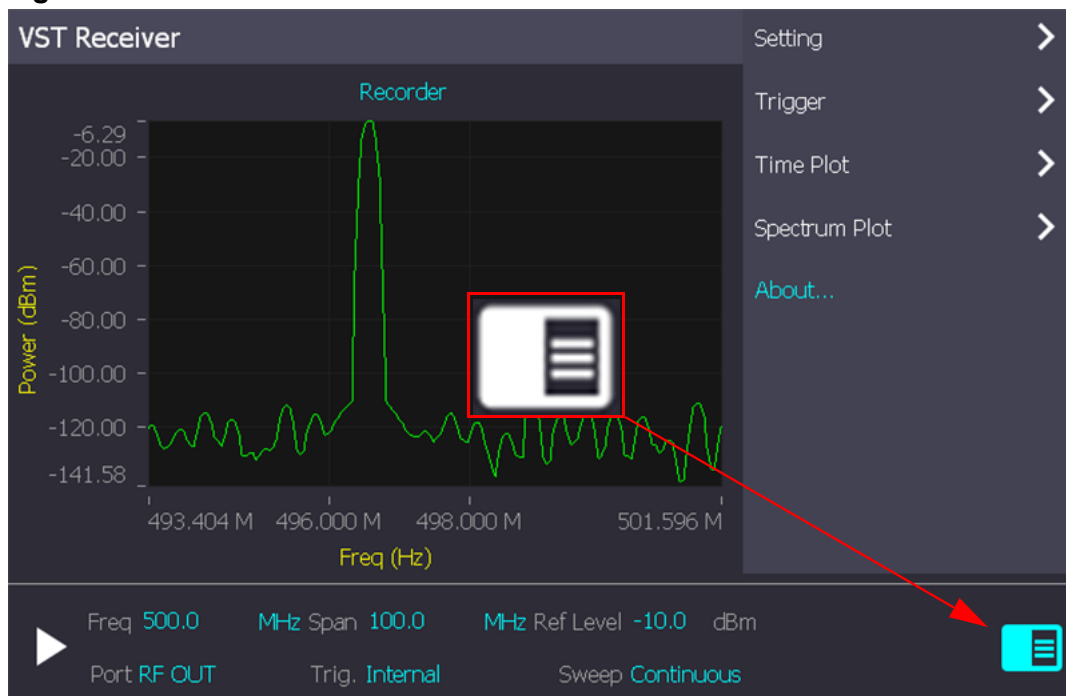 VST Receiver
Recorder
-6.29
-20.00
-40.00
-60.00
-80.00
-100.00
-120.00
-141.58
Power (dBm)
493.404 M 496.000 M 498.000 M 501.596 M
Freq (Hz)
Setting
Trigger
Time Plot
Spectrum Plot
About...
Freq 500.0 MHz Span 100.0 MHz Ref Level -10.0 dBm
Port RF OUT Trig. Internal Sweep Continuous